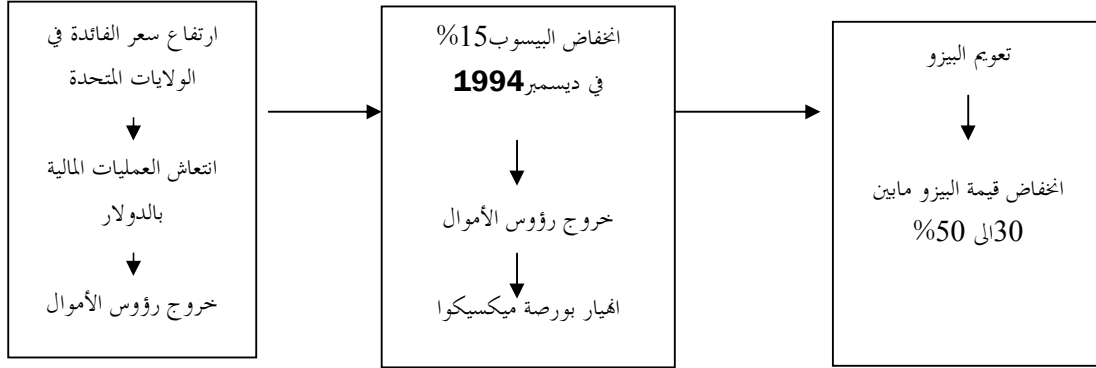 ارتفاع سعر الفائدة في
الولايات المتحدة
انتعاش العمليات المالية
بالدولار
خروج رؤوس الأموال
انخفاض البيسوب15%
في ديسمبر1994
خروج رؤوس الأموال
انهيار بورصة ميكسيكوا
تعويم البيزو
انخفاض قيمة البيزو مابين
30الى 50%